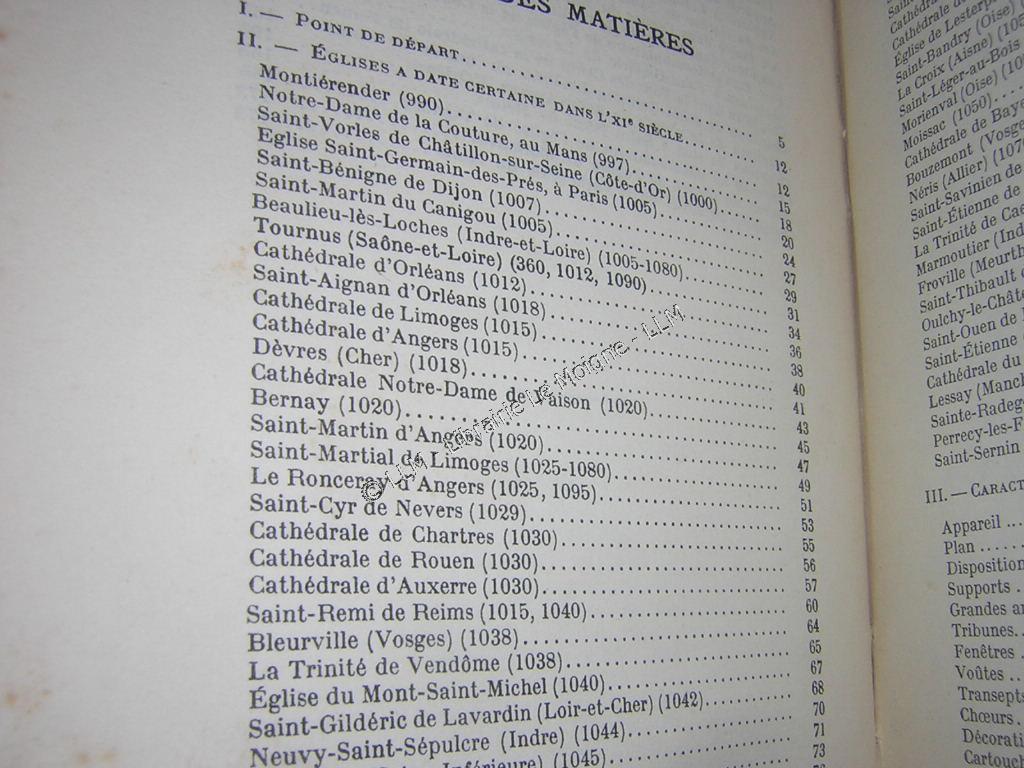 DES MATIÈRES
I. — POINT DE DÉPART 5
II. — ÉGLISES A DATE CERTAINE DANS L'XIe SIÈCLE 12
Montiérender (990) 12
Notre-Dame de la Couture, au Mans (997) 15
Saint-Vorles de Châtillon-sur-Seine (Côte-d'Or) (1000) 18
Eglise Saint-Germain-des-Prés, à Paris (1005) 20
Saint-Bénigne de Dijon (1007) 24
Saint-Martin du Canigou (1005) 27
Beaulieu-lès-Loches (Indre-et-Loire) (1005-1080) 29
Tournus (Saône-et-Loire) (360, 1012, 1090) 31
Cathédrale d'Orléans (1012) 34
Saint-Aignan d'Orléans (1018) 36
Cathédrale de Limoges (1015) 38
Cathédrale d'Angers (1015) 40
Dèvres (Cher) (1018) 41
Cathédrale Notre-Dame de Vaison (1020) 43
Bernay (1020) 45
Saint-Martin d'Angers (1020) 47
Saint-Martial de Limoges (1025-1080) 49
Le Ronceray d'Angers (1025, 1095) 51
Saint-Cyr de Nevers (1029) 53
Cathédrale de Chartres (1030) 55
Cathédrale de Rouen (1030) 56
Cathédrale d'Auxerre (1030) 57
Saint-Remi de Reims (1015, 1040) 60
Bleurville (Vosges) (1038) 64
La Trinité de Vendôme (1038) 65
Église du Mont-Saint-Michel (1040) 67
Saint-Gildéric de Lavardin (Loir-et-Cher) (1042) 68
Neuvy-Saint-Sépulcre (Indre) (1044) 70
Inférieure) (1045) 71
73
© LLM - Librairie Le Moigne - LLM
Cathédrale de
Église de Lesterp
Saint-Bandry (Oise)
La Croix (Aisne)
Saint-Léger-au-Bois
Morienval (Oise)
Moissac (1050)
Cathédrale de Bay
Bouzemont (Vosge
Néris (Allier) (107
Saint-Savinien de
Saint-Étienne de
La Trinité de Cae
Marmoutier (Ind
Froville (Meurth
Saint-Thibault
Oulchy-le-Chât
Saint-Ouen de
Saint-Étienne
Cathédrale du
Lessay (Manch
Sainte-Radeg
Perrecy-les-F
Saint-Sernin
III. — CARACT
Appareil
Plan
Disposition
Supports
Grandes ar
Tribunes
Fenêtres
Voûtes
Transepts
Chœurs
Décorati
Cartouch